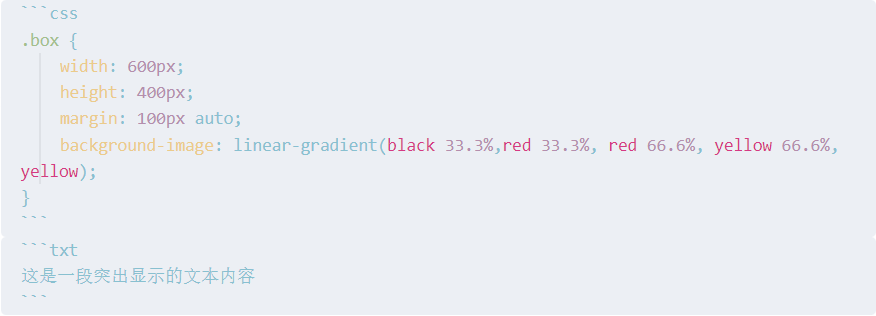 ```css
.box {
    width: 600px;
    height: 400px;
    margin: 100px auto;
    background-image: linear-gradient(black 33.3%,red 33.3%, red 66.6%, yellow 66.6%,
yellow);
}
```
```txt
这是一段突出显示的文本内容
```